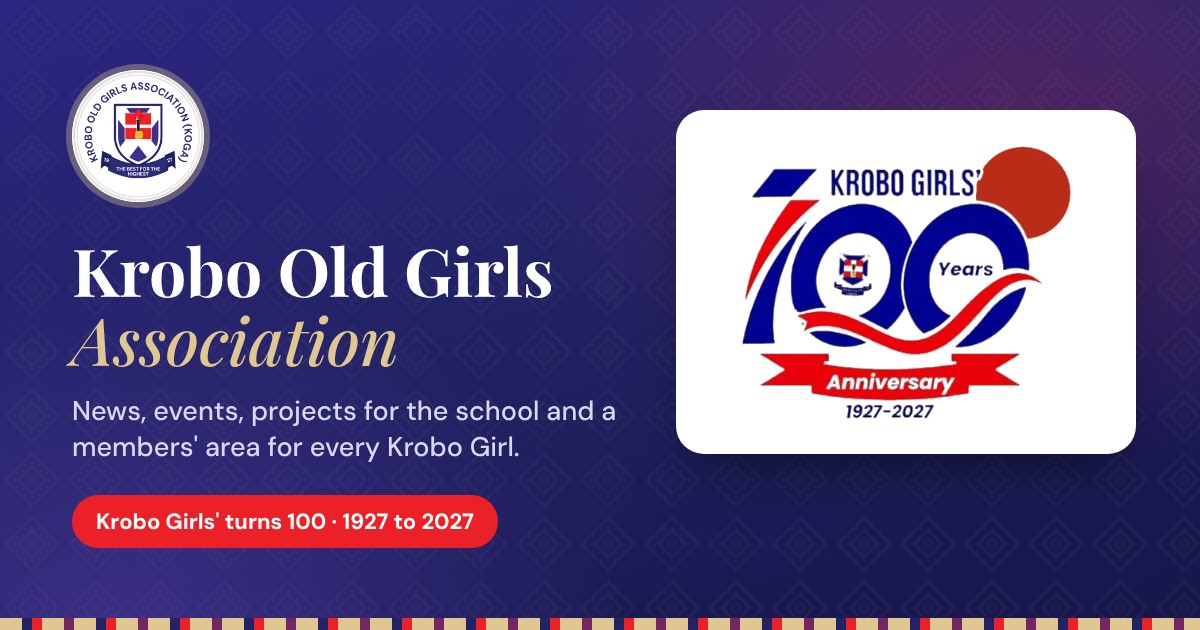 KROBO OLD GIRLS ASSOCIATION (KOGA)
19 27
THE BEST FOR THE
HIGHEST
Krobo Old Girls
Association
News, events, projects for the school and a
members' area for every Krobo Girl.
Krobo Girls' turns 100 · 1927 to 2027
KROBO GIRLS'
100
Years
Anniversary
1927-2027